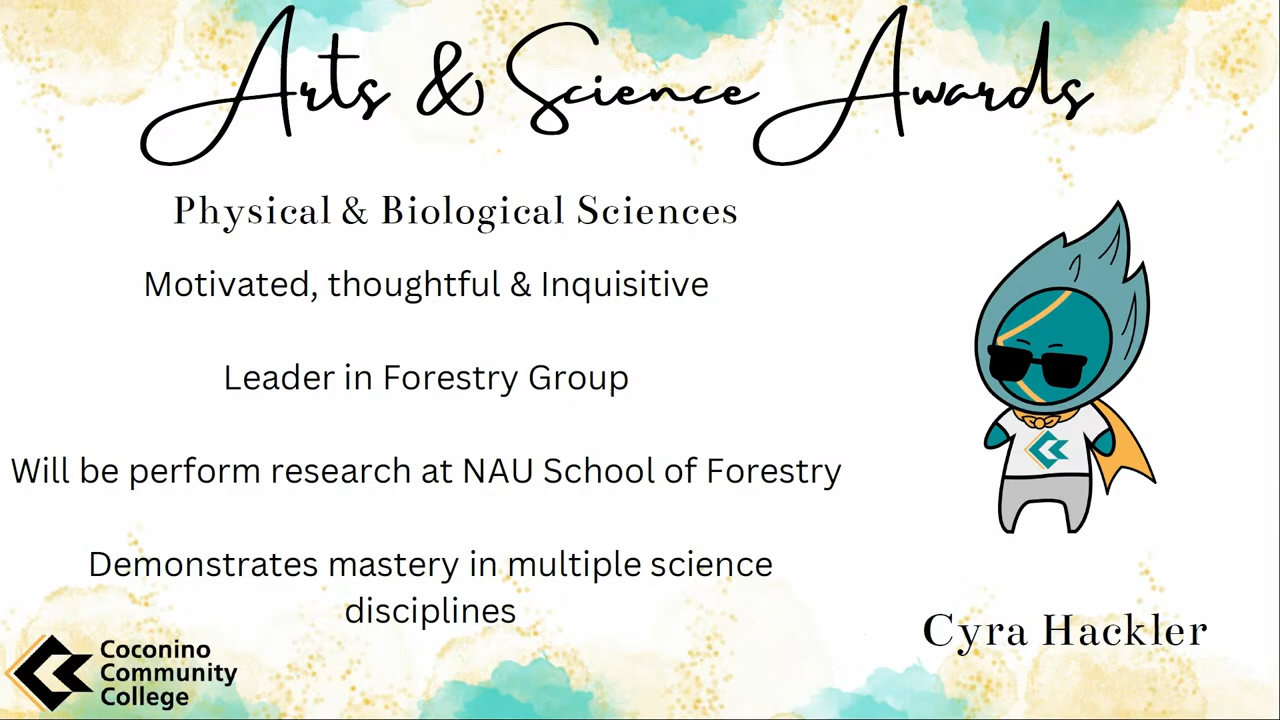 Arts & Science Awards
Physical & Biological Sciences
Motivated, thoughtful & Inquisitive
Leader in Forestry Group
Will be perform research at NAU School of Forestry
Demonstrates mastery in multiple science
disciplines
Cyra Hackler
Coconino
Community
College